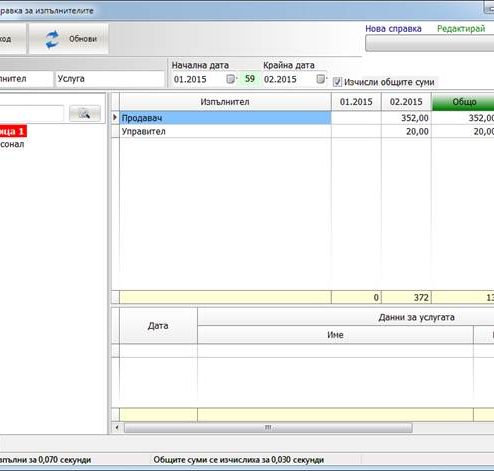 равка за изпълнителите
Нова справка Редактирай
ход Обнови
Начална дата Крайна дата
лнител Услуга 01.2015 59 02.2015 Изчисли общите суми
Изпълнител 01.2015 02.2015 Общо
Продавач 352,00 352,00
Управител 20,00 20,00
ица 1
сонал
0 372 13
Дата Данни за услугата
Име
зпълни за 0,070 секунди Общите суми се изчислиха за 0,030 секунди